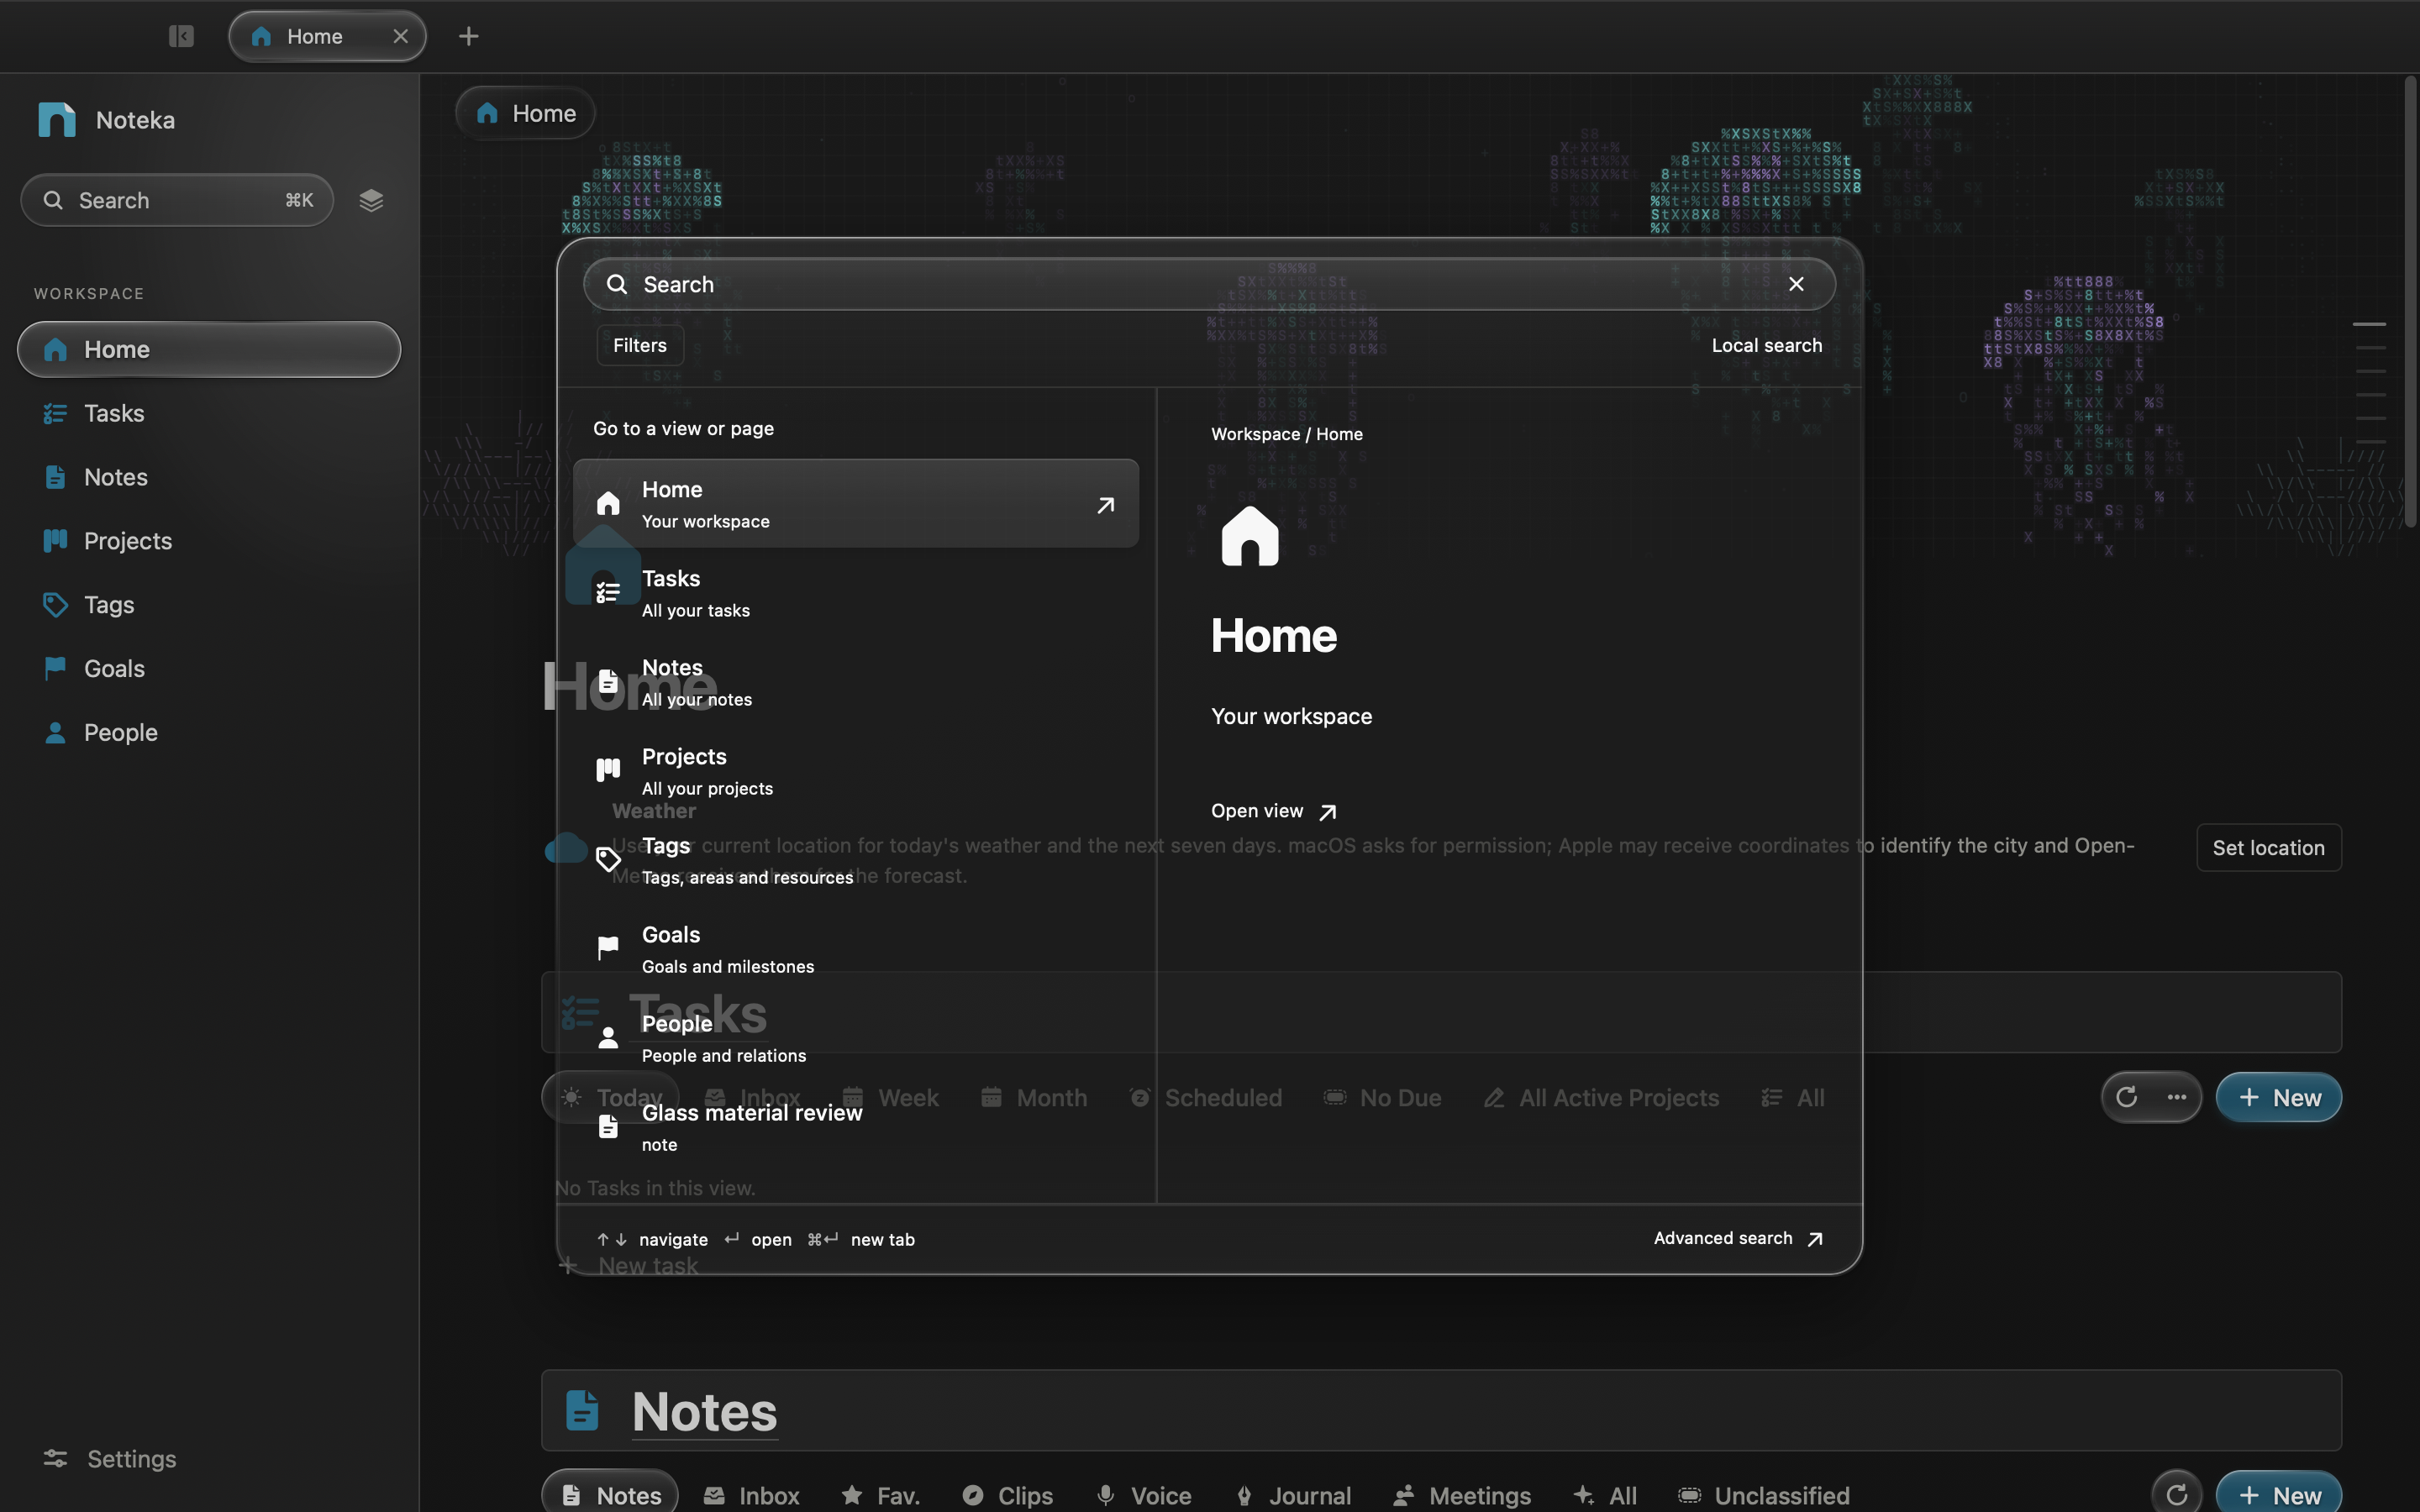 Home
Noteka
Search ⌘K
WORKSPACE
Home
Tasks
Notes
Projects
Tags
Goals
People
Settings
Home
Search
Filters
Local search
Go to a view or page
Home
Your workspace
Tasks
All your tasks
Notes
All your notes
Projects
All your projects
Tags
Tags, areas and resources
Goals
Goals and milestones
People
People and relations
Glass material review
note
Workspace / Home
Home
Your workspace
Open view
↑ ↓ navigate ↵ open ⌘↵ new tab
Advanced search
Home
Weather
current location for today's weather and the next seven days. macOS asks for permission; Apple may receive coordinates to identify the city and Open-
the forecast.
Set location
Tasks
Today Inbox Week Month Scheduled No Due All Active Projects All
New
No Tasks in this view.
New task
Notes
Notes Inbox Fav. Clips Voice Journal Meetings All Unclassified
New